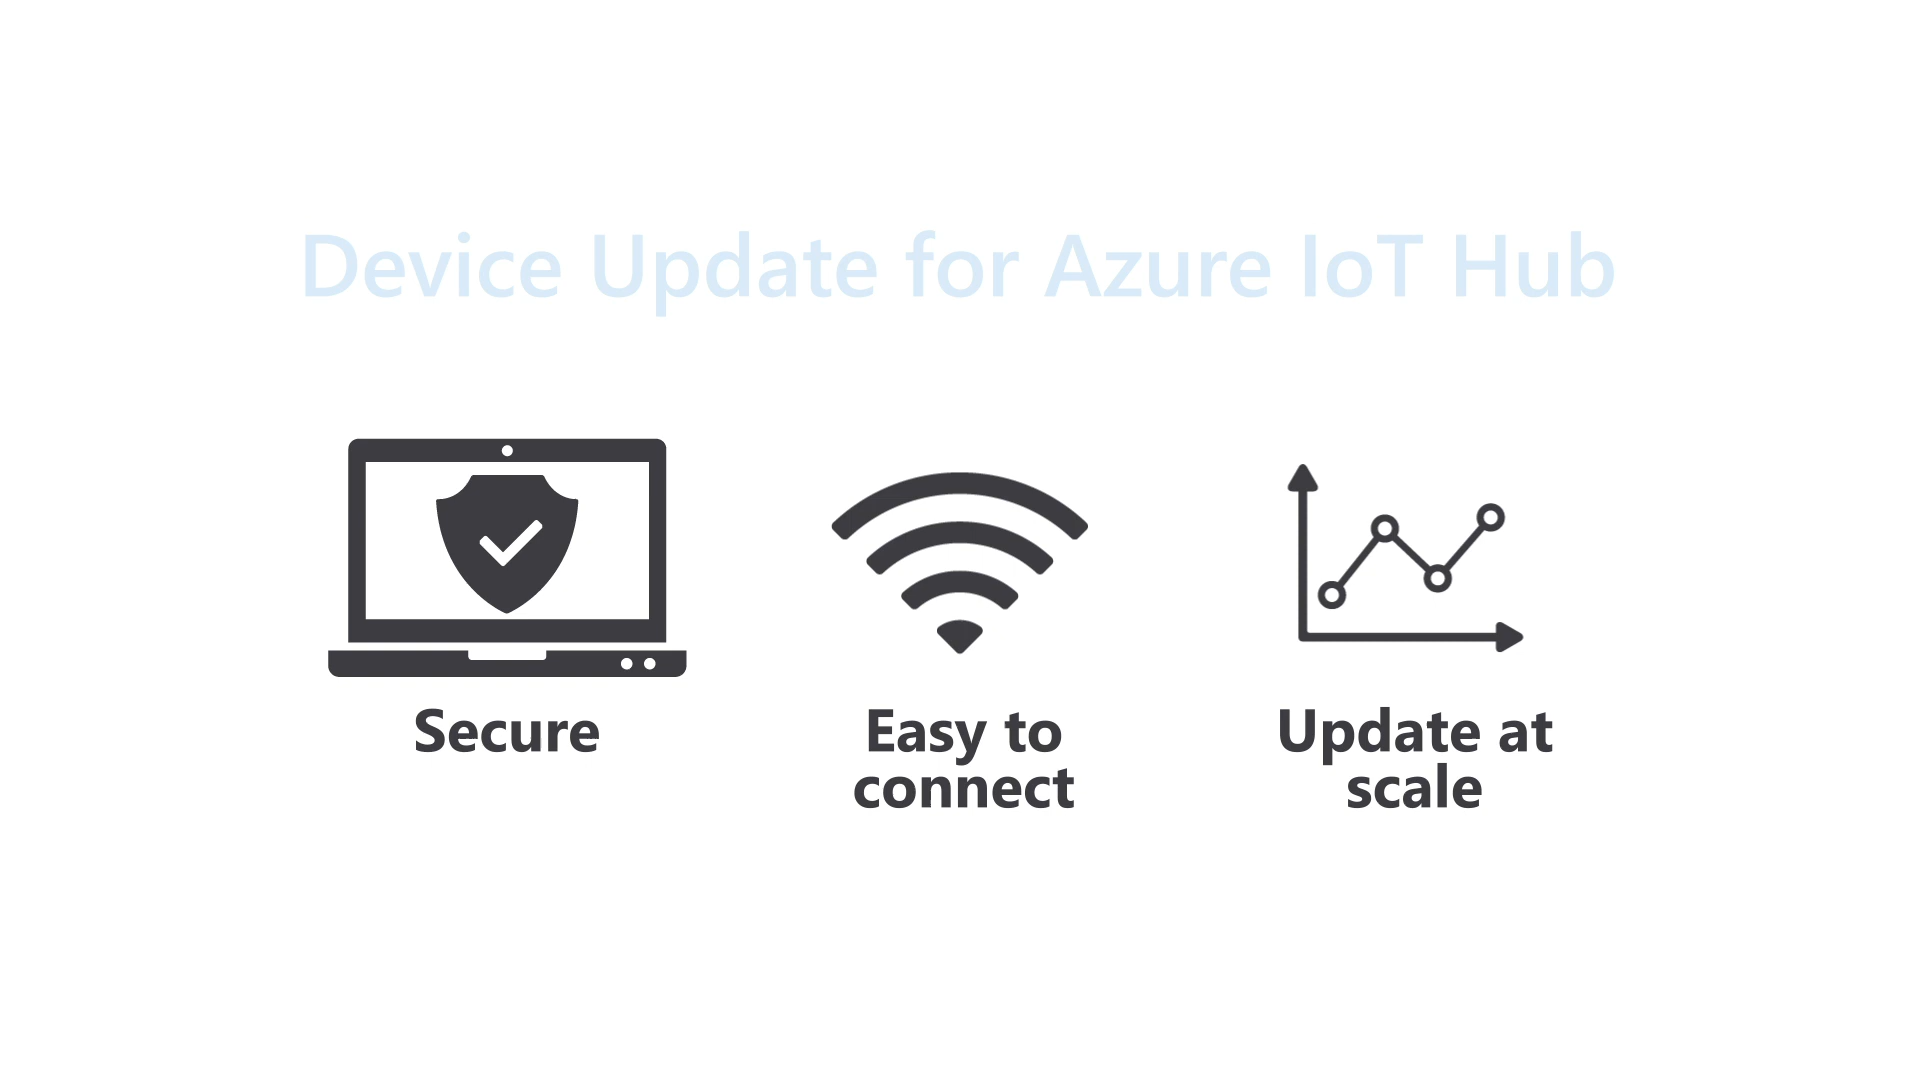 Device Update for Azure IoT Hub
Secure
Easy to
connect
Update at
scale